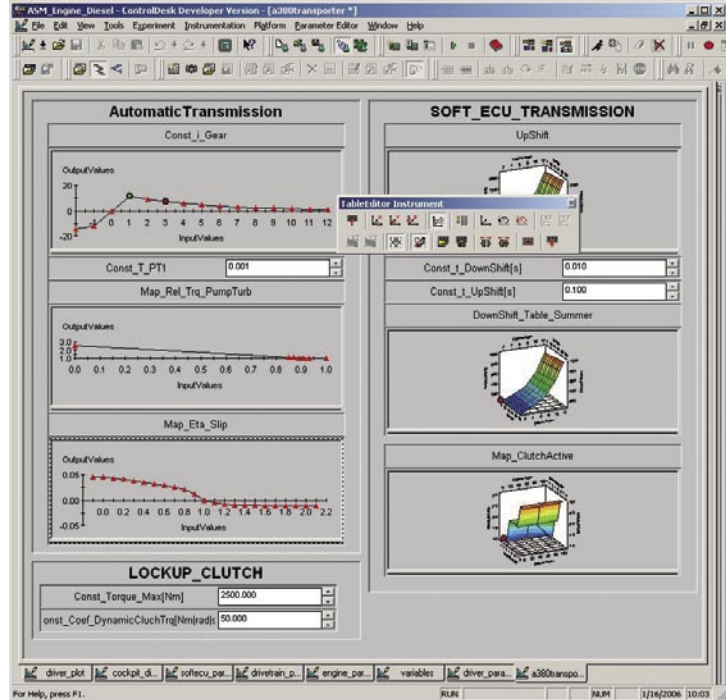 ASM_Engine_Diesel - ControlDesk Developer Version - [a380transporter *]
File Edit View Tools Experiment Instrumentation Platform Parameter Editor Window Help
AutomaticTransmission
Const_i_Gear
OutputValues
20
0
-20
-1 0 1 2 3 4 5 6 7 8 9 10 11 12
InputValues
Const_T_PT1 0.001
Map_Rel_Trq_PumpTurb
OutputValues
3.0
2.0
1.0
0.0 0.1 0.2 0.3 0.4 0.5 0.6 0.7 0.8 0.9 1.0
InputValues
Map_Eta_Slip
OutputValues
0.05
0.00
-0.05
0.0 0.2 0.4 0.6 0.8 1.0 1.2 1.4 1.6 1.8 2.0 2.2
InputValues
LOCKUP_CLUTCH
Const_Torque_Max[Nm] 2500.000
onst_Coef_DynamicCluchTrq[Nm|rad|s 50.000
SOFT_ECU_TRANSMISSION
UpShift
TableEditor Instrument
Const_t_DownShift[s] 0.010
Const_t_UpShift[s] 0.100
DownShift_Table_Summer
Map_ClutchActive
driver_plot cockpit_di... softecu_par... drivetrain_p... engine_par... variables driver_para... a380transpo...
For Help, press F1. RUN NUM 1/16/2006 10:03